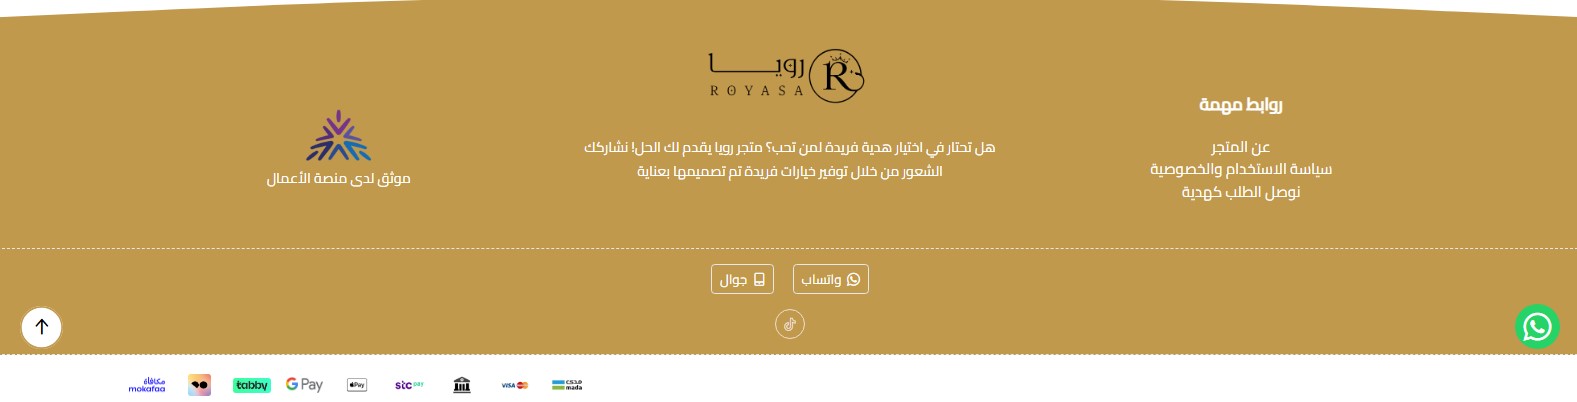 رويا
ROYASA
روابط مهمة
عن المتجر
سياسة الاستخدام والخصوصية
نوصل الطلب كهدية
هل تحتار في اختيار هدية فريدة لمن تحب؟ متجر رويا يقدم لك الحل! نشاركك
الشعور من خلال توفير خيارات فريدة تم تصميمها بعناية
موثق لدى منصة الأعمال
واتساب
جوال
مدى
mada
VISA
stc pay
Pay
G Pay
tabby
مكافأة
mokafaa